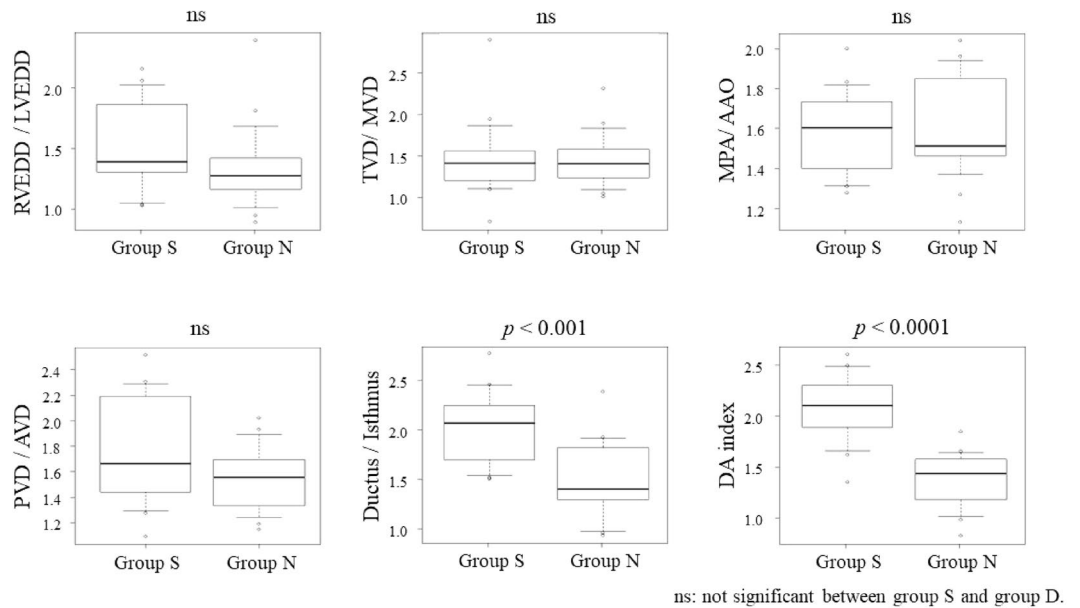 ns
ns
ns
RVEDD / LVEDD
2.0
1.5
1.0
Group S Group N
TVD/ MVD
2.5
2.0
1.5
1.0
Group S Group N
MPA/ AAO
2.0
1.8
1.6
1.4
1.2
Group S Group N
ns
p < 0.001
p < 0.0001
PVD / AVD
2.4
2.2
2.0
1.8
1.6
1.4
1.2
Group S Group N
Ductus / Isthmus
2.5
2.0
1.5
1.0
Group S Group N
DA index
2.5
2.0
1.5
1.0
Group S Group N
ns: not significant between group S and group D.